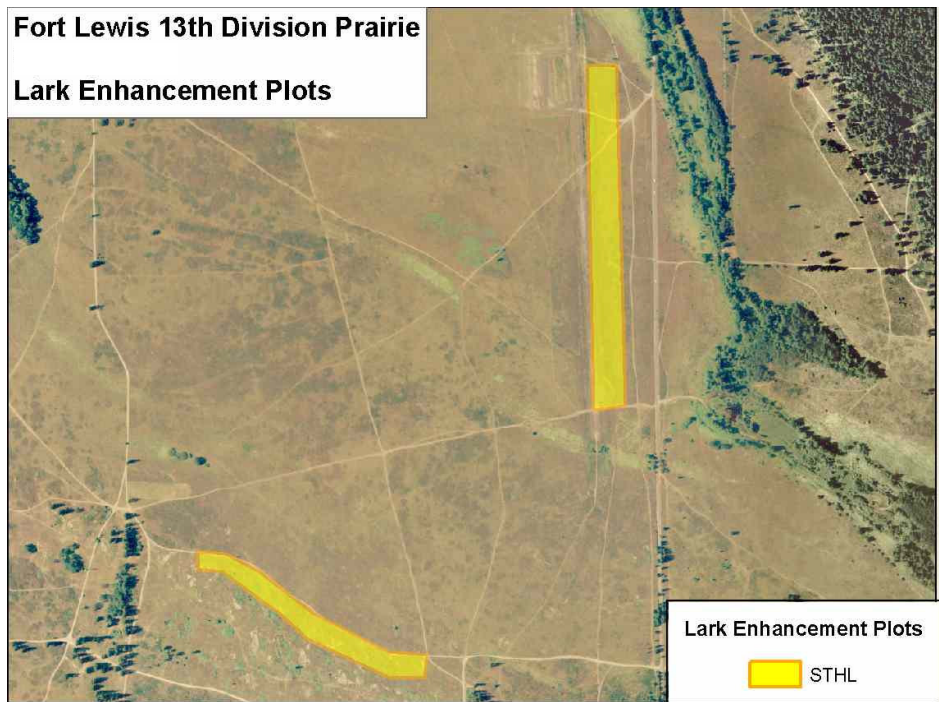 Fort Lewis 13th Division Prairie
Lark Enhancement Plots
Lark Enhancement Plots
STHL